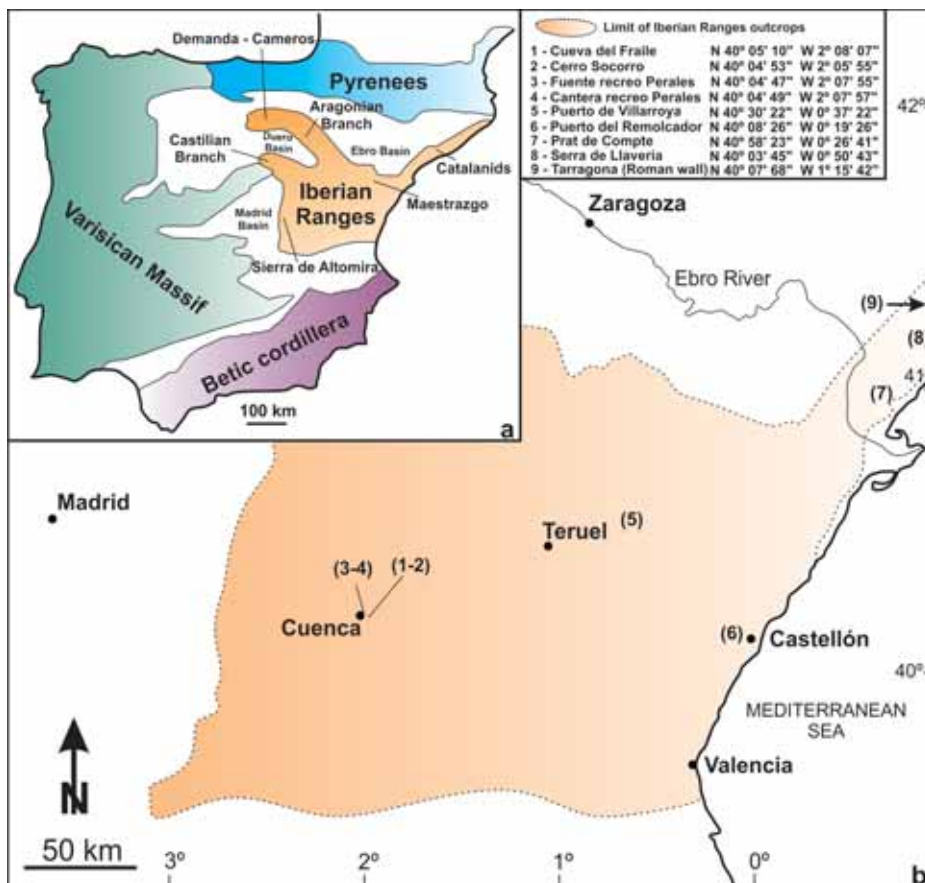 Demanda - Cameros
Pyrenees
Aragonian
Branch
Castilian
Branch
Duero
Basin
Ebro Basin
Catalanids
Iberian
Ranges
Maestrazgo
Madrid
Basin
Varisican Massif
Sierra de Altomira
Betic cordillera
100 km
a
Limit of Iberian Ranges outcrops
1 - Cueva del Fraile N 40º 05' 10" W 2º 08' 07"
2 - Cerro Socorro N 40º 04' 53" W 2º 05' 55"
3 - Fuente recreo Perales N 40º 04' 47" W 2º 07' 55"
4 - Cantera recreo Perales N 40º 04' 49" W 2º 07' 57"
5 - Puerto de Villarroya N 40º 30' 22" W 0º 37' 22"
6 - Puerto del Remolcador N 40º 08' 26" W 0º 19' 26"
7 - Prat de Compte N 40º 58' 23" W 0º 26' 41"
8 - Serra de Llaveria N 40º 03' 45" W 0º 50' 43"
9 - Tarragona (Roman wall) N 40º 07' 68" W 1º 15' 42"
42º
Zaragoza
Ebro River
(9)
(8)
41
(7)
Madrid
Teruel (5)
(3-4) (1-2)
Cuenca
(6) Castellón
40º
MEDITERRANEAN
SEA
Valencia
N
50 km
3º 2º 1º 0º
b